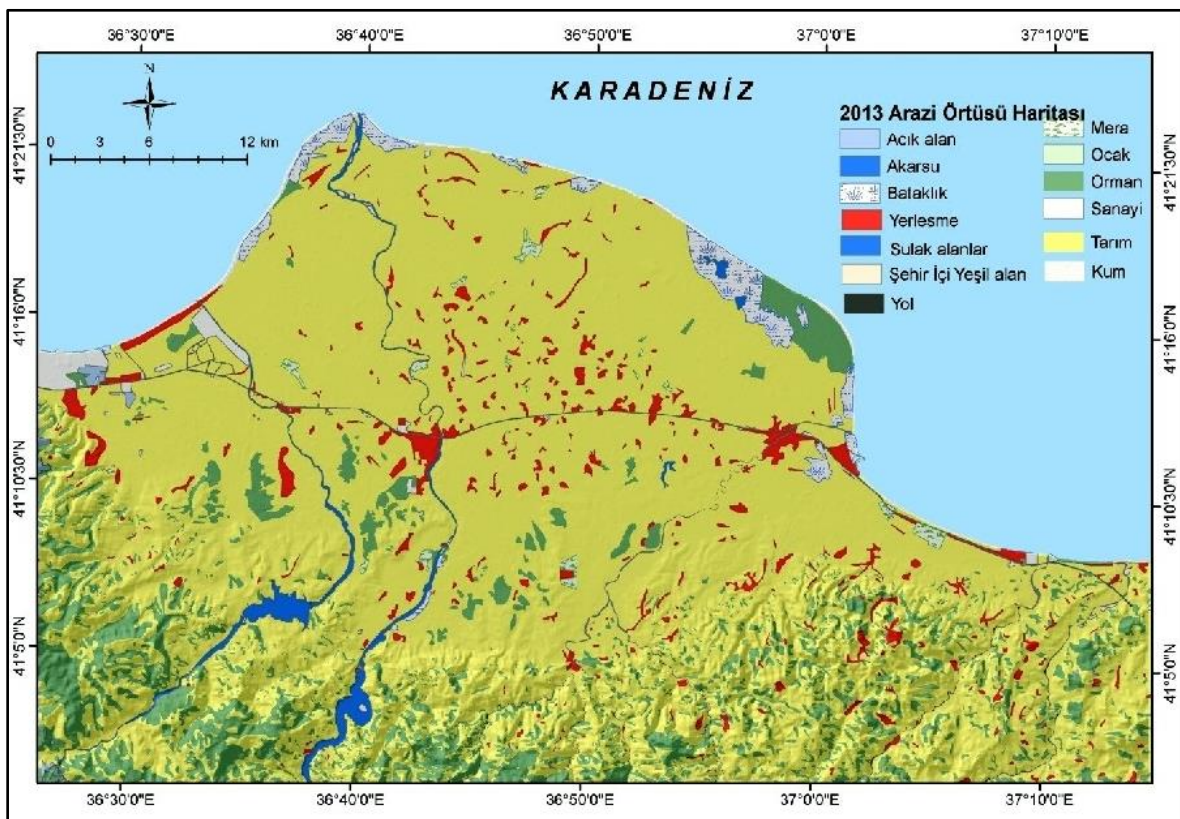 36°30'0"E 36°40'0"E 36°50'0"E 37°0'0"E 37°10'0"E
N
0 3 6 12 km
KARADENİZ
2013 Arazi Örtüsü Haritası
Acık alan
Akarsu
Bataklık
Yerlesme
Sulak alanlar
Şehir İçi Yeşil alan
Yol
Mera
Ocak
Orman
Sanayi
Tarım
Kum
41°21'30"N
41°16'0"N
41°10'30"N
41°5'0"N
41°21'30"N
41°16'0"N
41°10'30"N
41°5'0"N
36°30'0"E 36°40'0"E 36°50'0"E 37°0'0"E 37°10'0"E